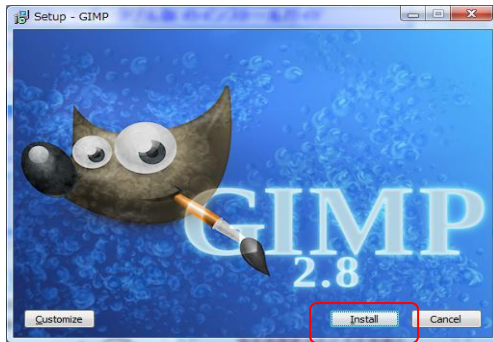 Setup - GIMP
GIMP
2.8
Customize
Install
Cancel